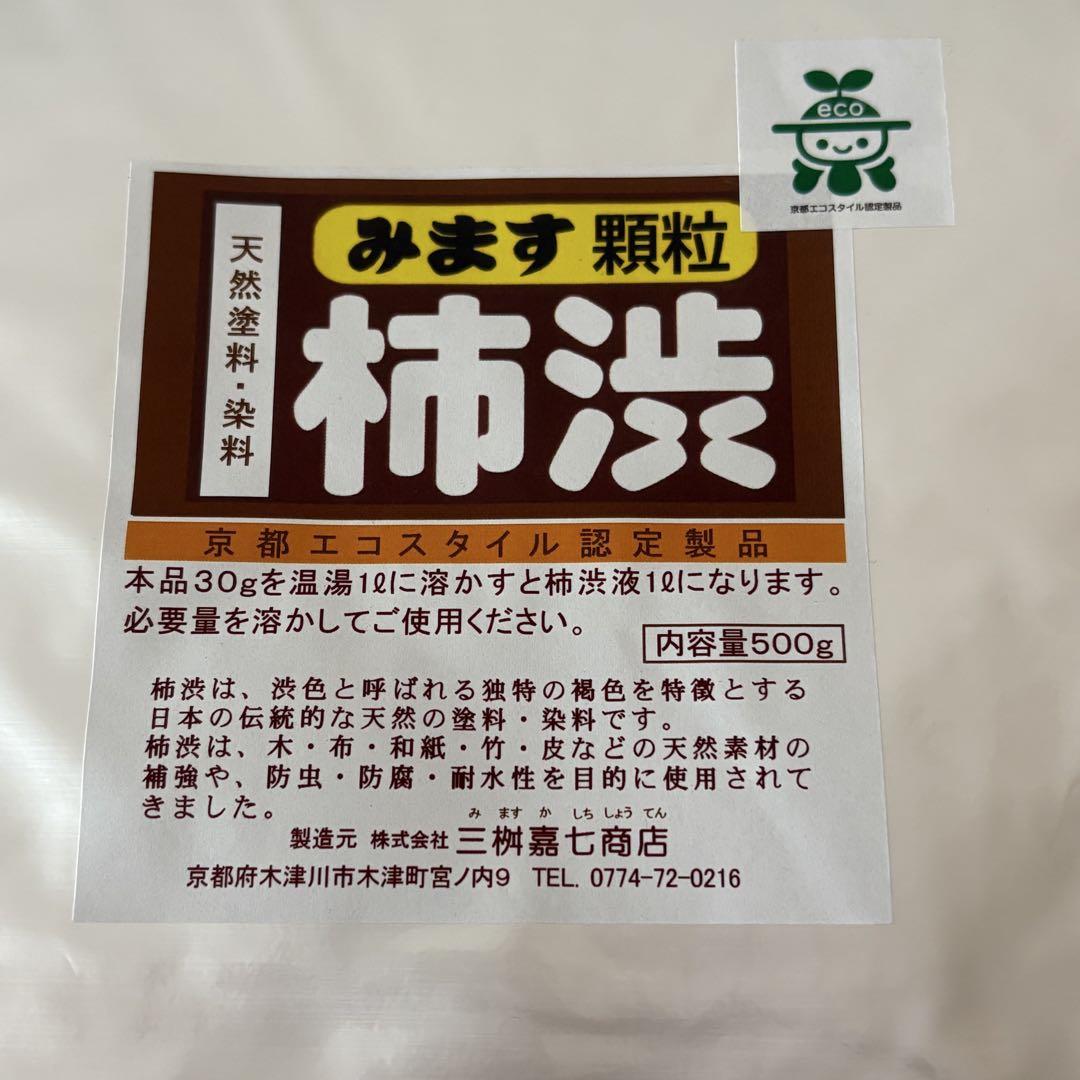 eco
京都エコスタイル認定製品
みます 顆粒
天然塗料・染料
柿渋
京都エコスタイル認定製品
本品30gを温湯1ℓに溶かすと柿渋液1ℓになります。
必要量を溶かしてご使用ください。
内容量500g
柿渋は、渋色と呼ばれる独特の褐色を特徴とする
日本の伝統的な天然の塗料・染料です。
柿渋は、木・布・和紙・竹・皮などの天然素材の
補強や、防虫・防腐・耐水性を目的に使用されて
きました。
み ます か しち しょう てん
製造元 株式会社 三桝嘉七商店
京都府木津川市木津町宮ノ内9 TEL. 0774-72-0216